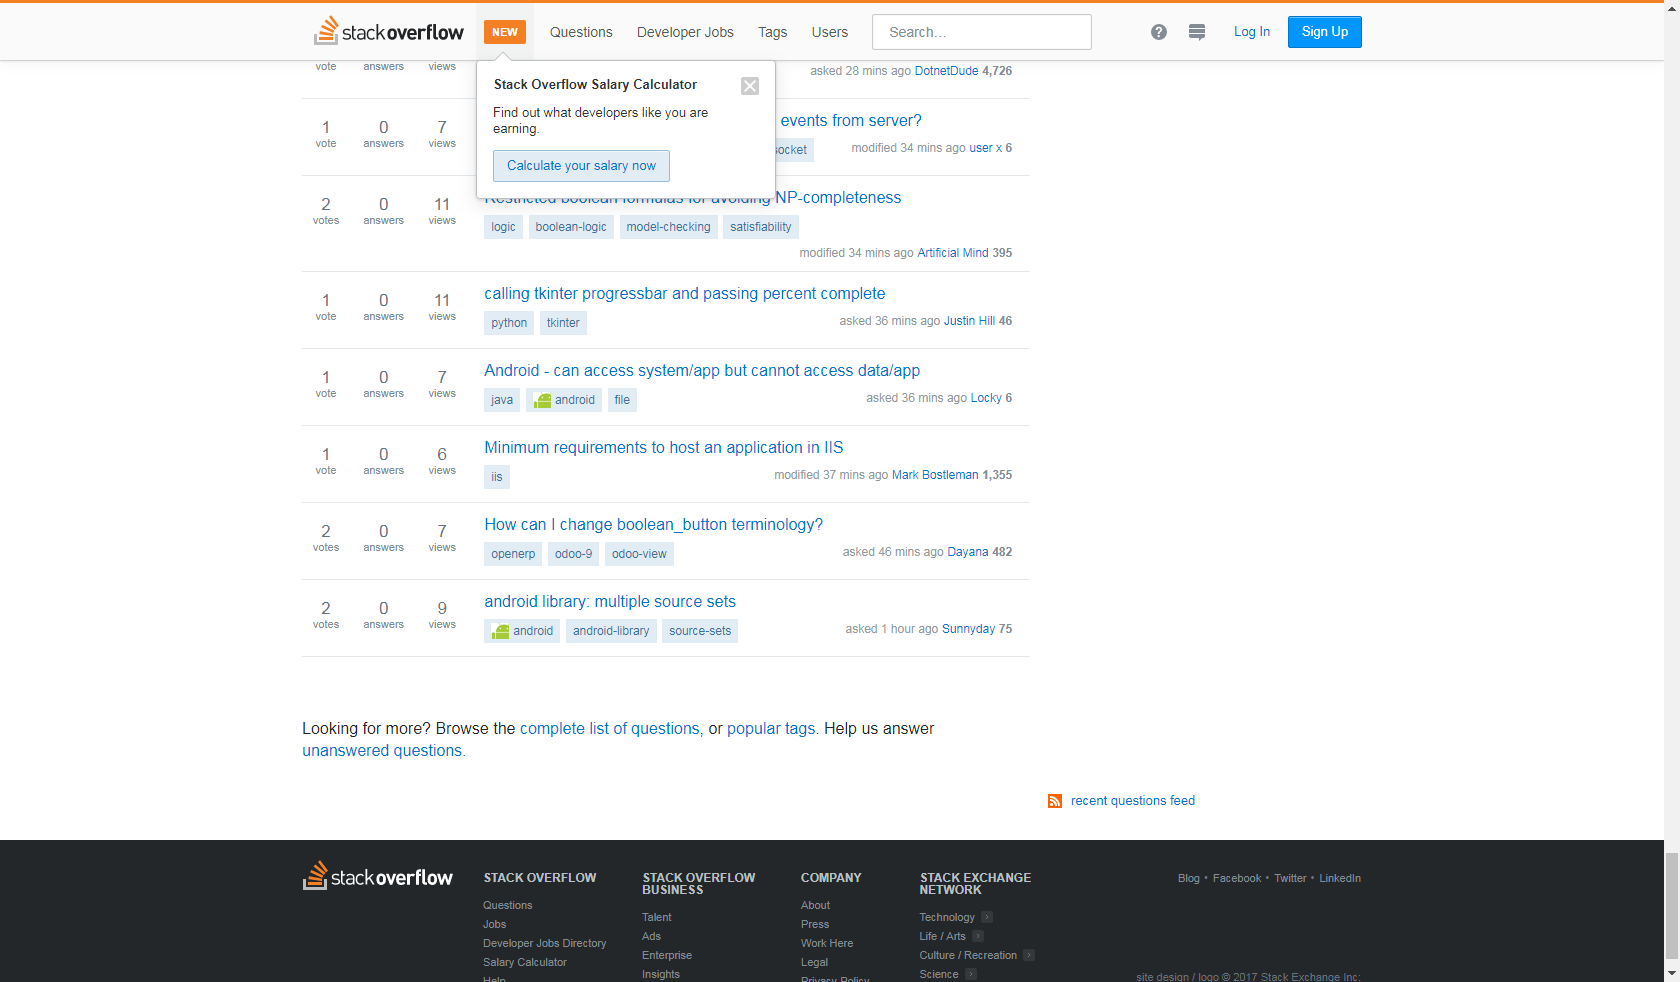 stackoverflow NEW Questions Developer Jobs Tags Users Search... ? Log In Sign Up
vote answers views asked 28 mins ago DotnetDude 4,726
Stack Overflow Salary Calculator
Find out what developers like you are
earning.
Calculate your salary now
1 0 7 events from server?
vote answers views ocket modified 34 mins ago user x 6
2 0 11 Restricted boolean formulas for avoiding NP-completeness
votes answers views logic boolean-logic model-checking satisfiability
modified 34 mins ago Artificial Mind 395
1 0 11 calling tkinter progressbar and passing percent complete
vote answers views python tkinter asked 36 mins ago Justin Hill 46
1 0 7 Android - can access system/app but cannot access data/app
vote answers views java android file asked 36 mins ago Locky 6
1 0 6 Minimum requirements to host an application in IIS
vote answers views iis modified 37 mins ago Mark Bostleman 1,355
2 0 7 How can I change boolean_button terminology?
votes answers views openerp odoo-9 odoo-view asked 46 mins ago Dayana 482
2 0 9 android library: multiple source sets
votes answers views android android-library source-sets asked 1 hour ago Sunnyday 75
Looking for more? Browse the complete list of questions, or popular tags. Help us answer
unanswered questions.
recent questions feed
stackoverflow
STACK OVERFLOW
Questions
Jobs
Developer Jobs Directory
Salary Calculator
Help
STACK OVERFLOW
BUSINESS
Talent
Ads
Enterprise
Insights
COMPANY
About
Press
Work Here
Legal
Privacy Policy
STACK EXCHANGE
NETWORK
Technology
Life / Arts
Culture / Recreation
Science
Blog • Facebook • Twitter • LinkedIn
site design / logo © 2017 Stack Exchange Inc;